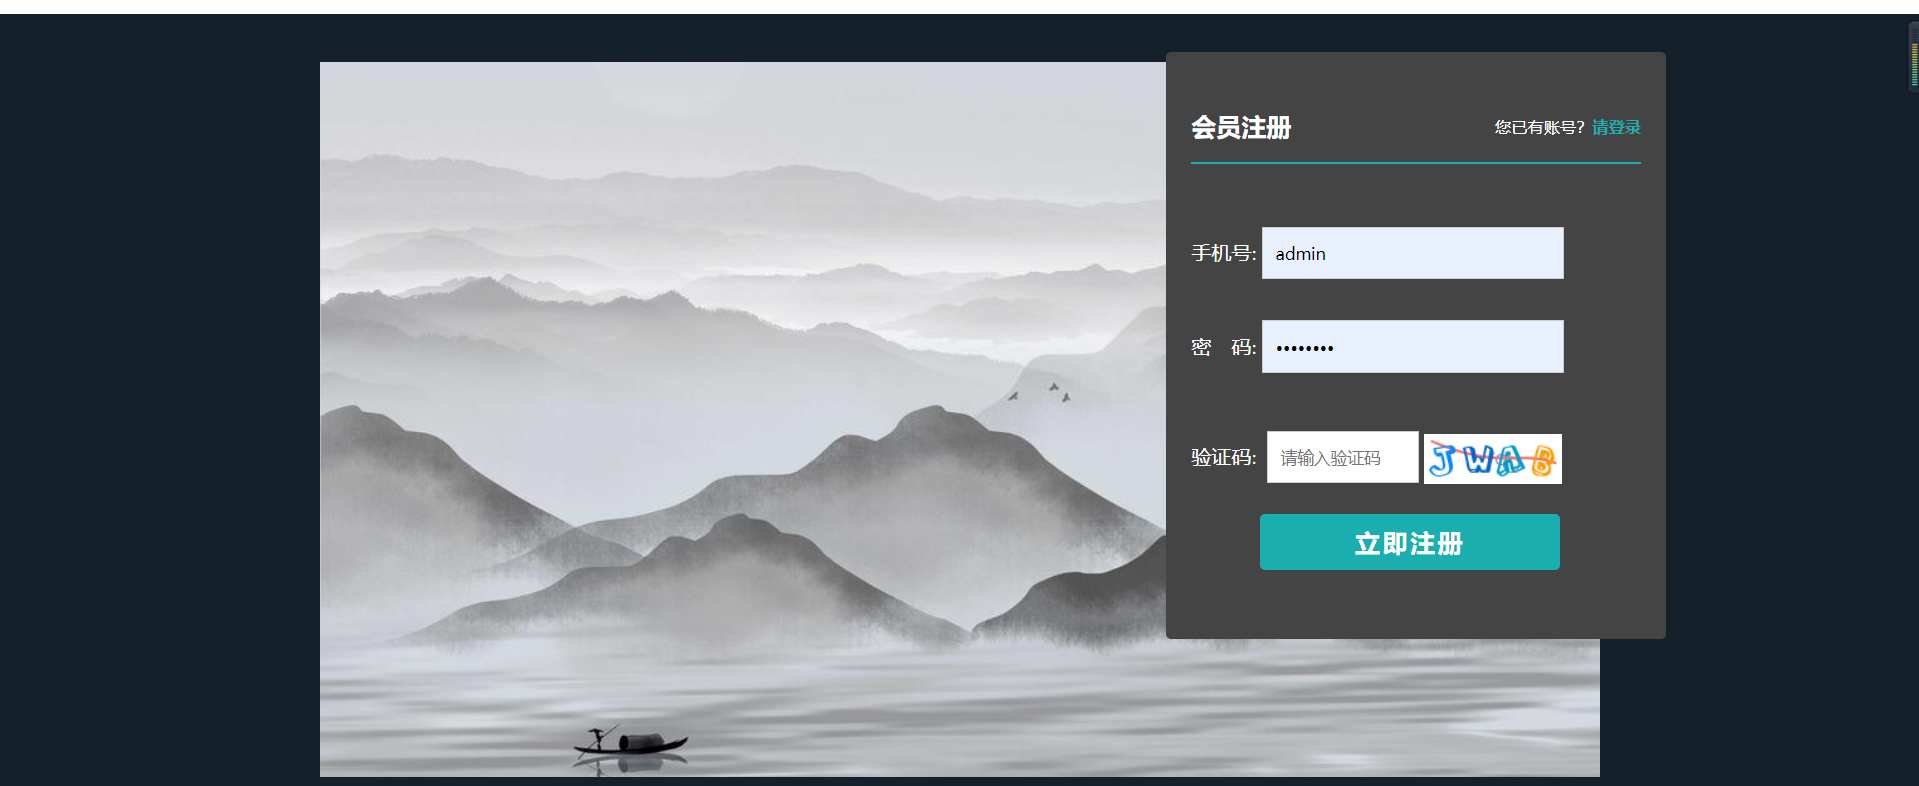 会员注册
您已有账号？请登录
手机号: admin
密 码: ••••••••
验证码: 请输入验证码 JWAB
立即注册